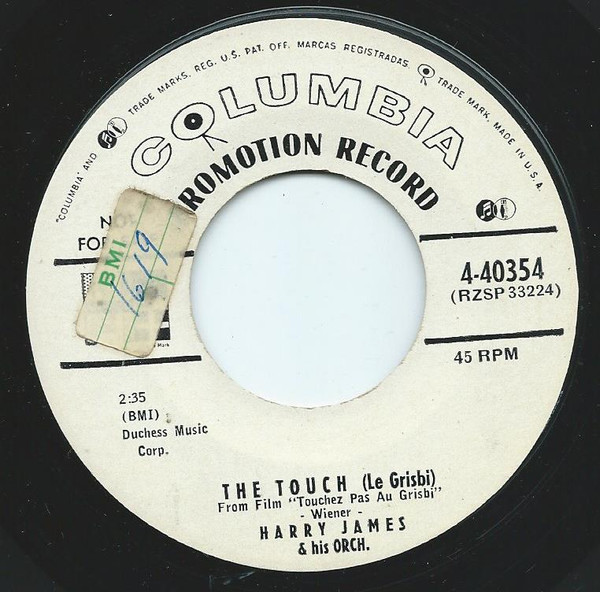 "COLUMBIA" AND TRADE MARKS. REG. U.S. PAT. OFF. MARCAS REGISTRADAS. TRADE MARK. MADE IN U.S.A.
COLUMBIA
PROMOTION RECORD
FOR
BMI
1619
4-40354
(RZSP 33224)
45 RPM
2:35
(BMI)
Duchess Music
Corp.
THE TOUCH (Le Grisbi)
From Film "Touchez Pas Au Grisbi"
- Wiener -
HARRY JAMES
& his ORCH.